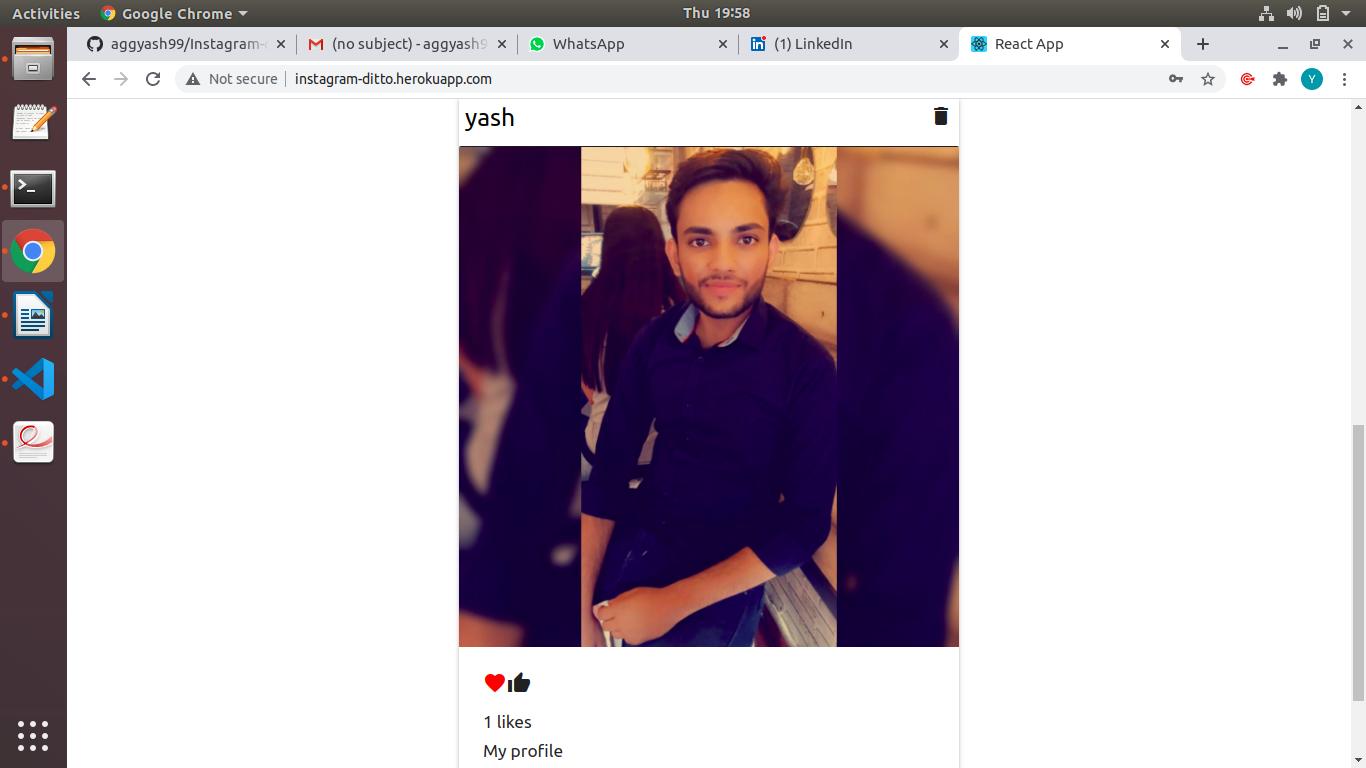 Activities Google Chrome Thu 19:58
aggyash99/Instagram- (no subject) - aggyash9 WhatsApp (1) LinkedIn React App
Not secure instagram-ditto.herokuapp.com Y
yash
1 likes
My profile